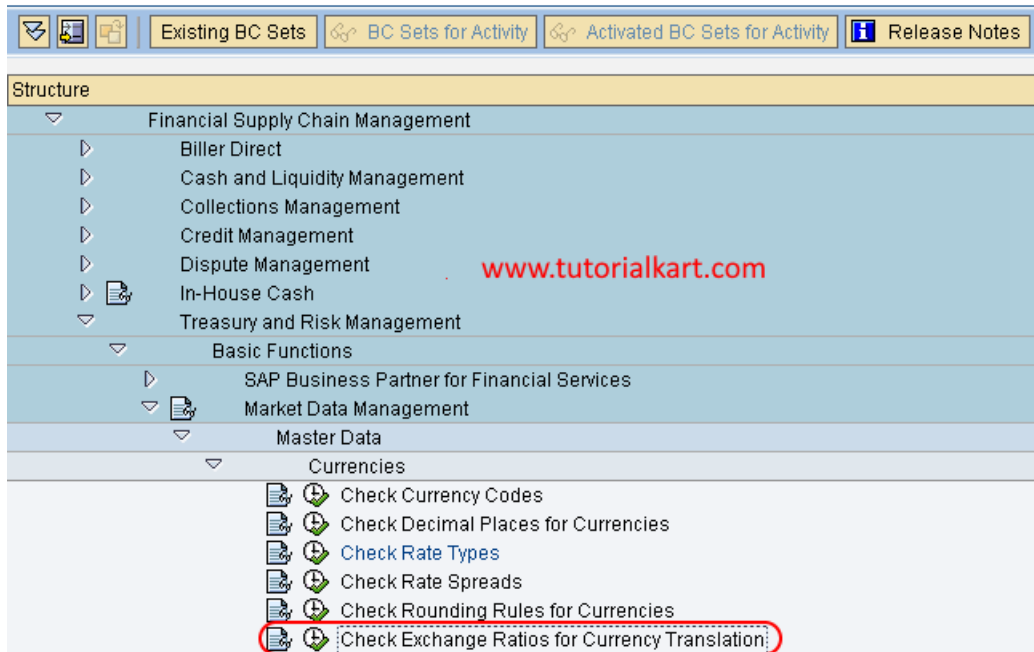 Existing BC Sets BC Sets for Activity Activated BC Sets for Activity Release Notes
Structure
Financial Supply Chain Management
Biller Direct
Cash and Liquidity Management
Collections Management
Credit Management
Dispute Management www.tutorialkart.com
In-House Cash
Treasury and Risk Management
Basic Functions
SAP Business Partner for Financial Services
Market Data Management
Master Data
Currencies
Check Currency Codes
Check Decimal Places for Currencies
Check Rate Types
Check Rate Spreads
Check Rounding Rules for Currencies
Check Exchange Ratios for Currency Translation